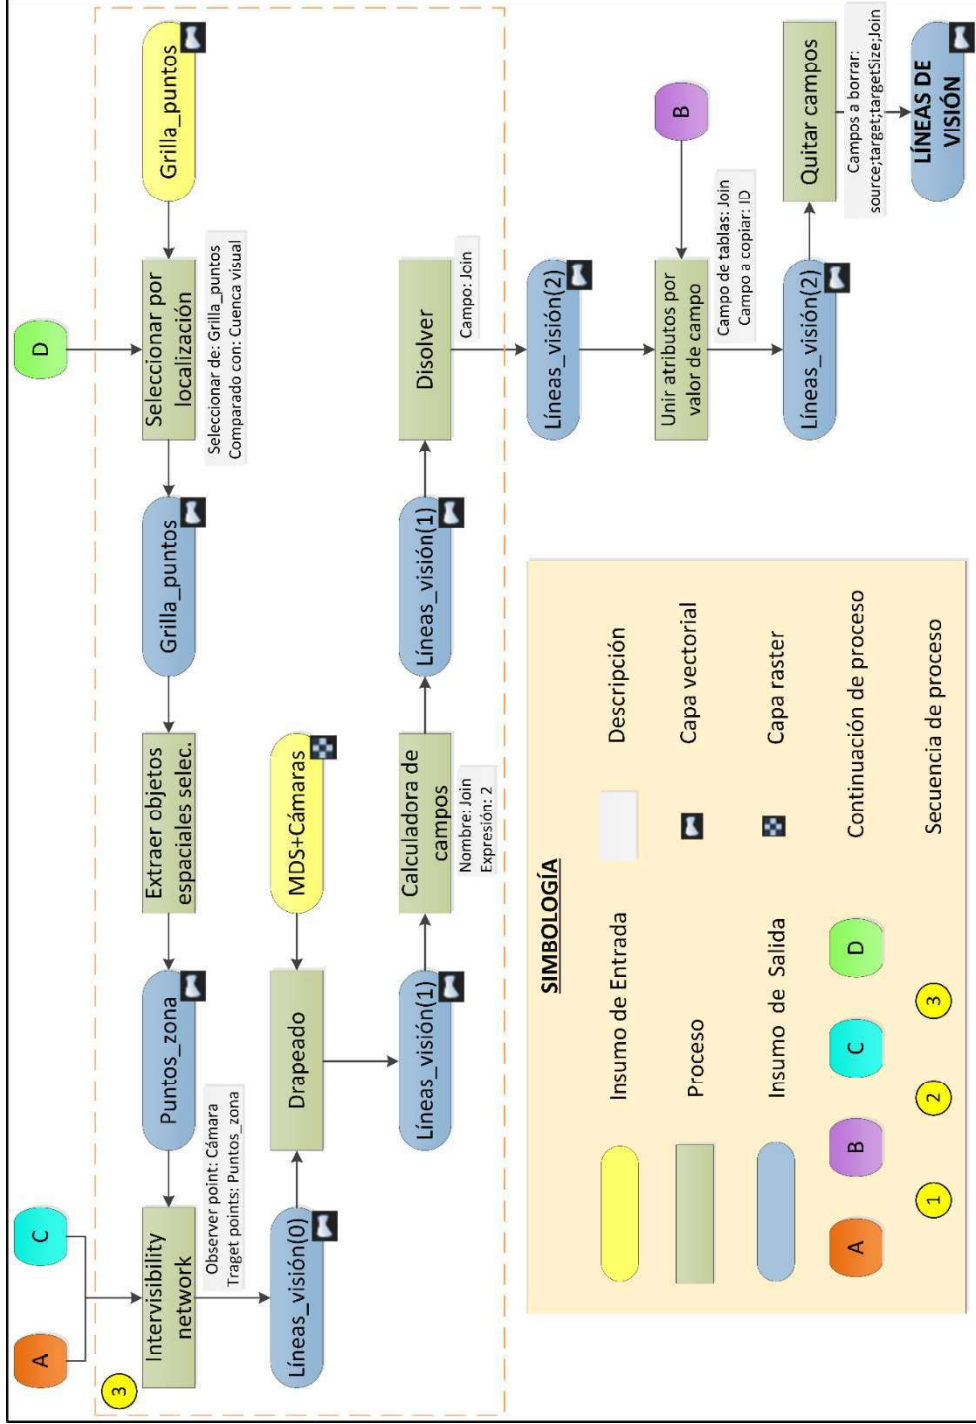 A
C
D
3
Intervisibility
network
Observer point: Cámara
Traget points: Puntos_zona
Puntos_zona
Extraer objetos
espaciales selec.
Grilla_puntos
Seleccionar por
localización
Seleccionar de: Grilla_puntos
Comparado con: Cuenca visual
Grilla_puntos
Líneas_visión(0)
Drapeado
MDS+Cámaras
Líneas_visión(1)
Calculadora de
campos
Nombre: Join
Expresión: 2
Líneas_visión(1)
Disolver
Campo: Join
Líneas_visión(2)
Unir atributos por
valor de campo
B
Campo de tablas: Join
Campo a copiar: ID
Líneas_visión(2)
Quitar campos
Campos a borrar:
source;target;targetSize;Join
LÍNEAS DE
VISIÓN
SIMBOLOGÍA
Insumo de Entrada
Descripción
Proceso
Capa vectorial
Insumo de Salida
Capa raster
A
B
C
D
Continuación de proceso
1
2
3
Secuencia de proceso